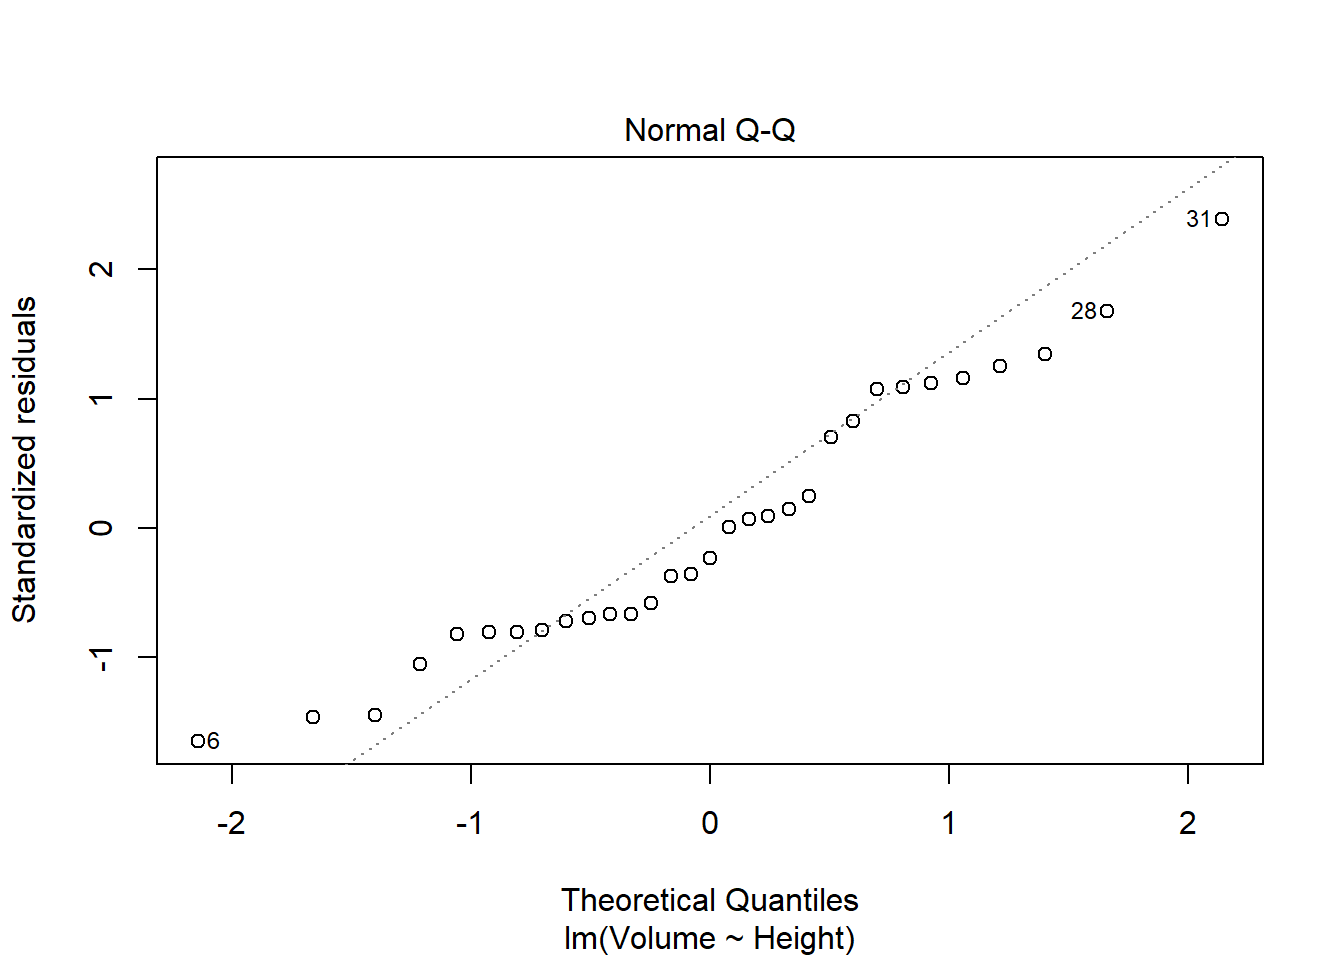 Normal Q-Q
Standardized residuals
2
1
0
-1
31
28
6
-2 -1 0 1 2
Theoretical Quantiles
lm(Volume ~ Height)